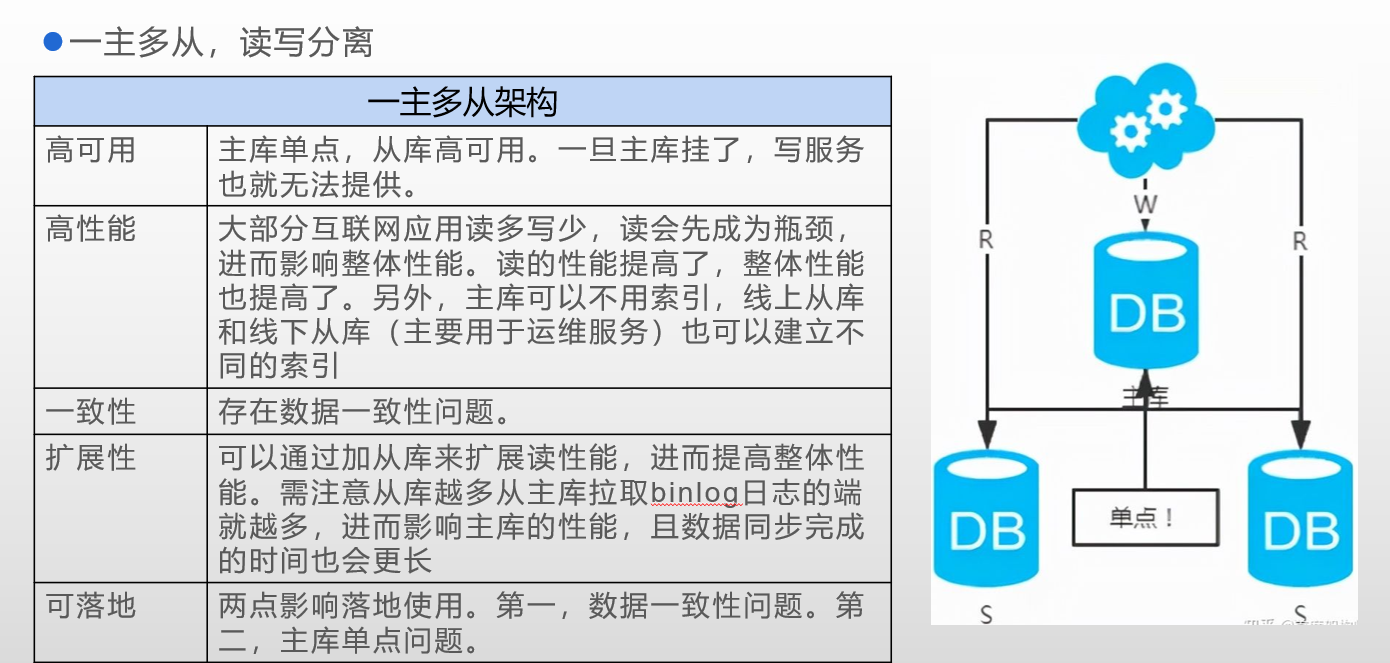 一主多从，读写分离
一主多从架构
高可用
主库单点，从库高可用。一旦主库挂了，写服务
也就无法提供。
高性能
大部分互联网应用读多写少，读会先成为瓶颈，
进而影响整体性能。读的性能提高了，整体性能
也提高了。另外，主库可以不用索引，线上从库
和线下从库（主要用于运维服务）也可以建立不
同的索引
一致性
存在数据一致性问题。
扩展性
可以通过加从库来扩展读性能，进而提高整体性
能。需注意从库越多从主库拉取binlog日志的端
就越多，进而影响主库的性能，且数据同步完成
的时间也会更长
可落地
两点影响落地使用。第一，数据一致性问题。第
二，主库单点问题。
W
R
R
DB
主库
单点！
DB
DB
S
S